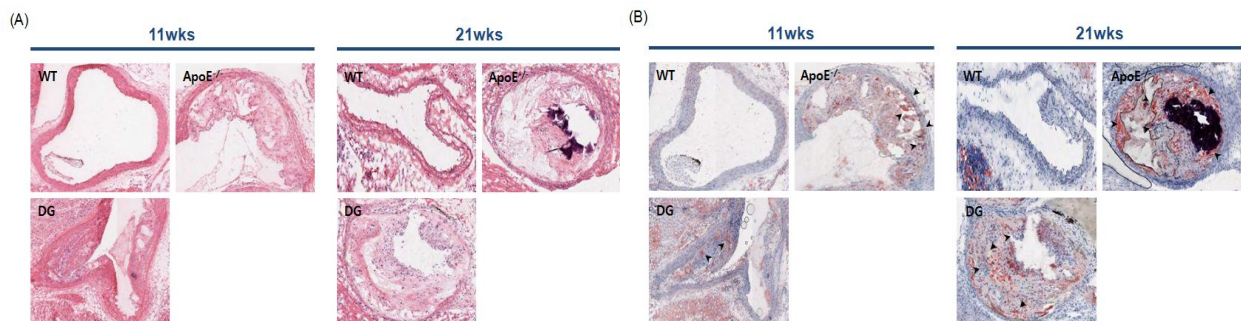 (A)
11wks
21wks
WT
ApoE-/-
WT
ApoE-/-
DG
DG
(B)
11wks
21wks
WT
ApoE-/-
WT
ApoE-/-
DG
DG